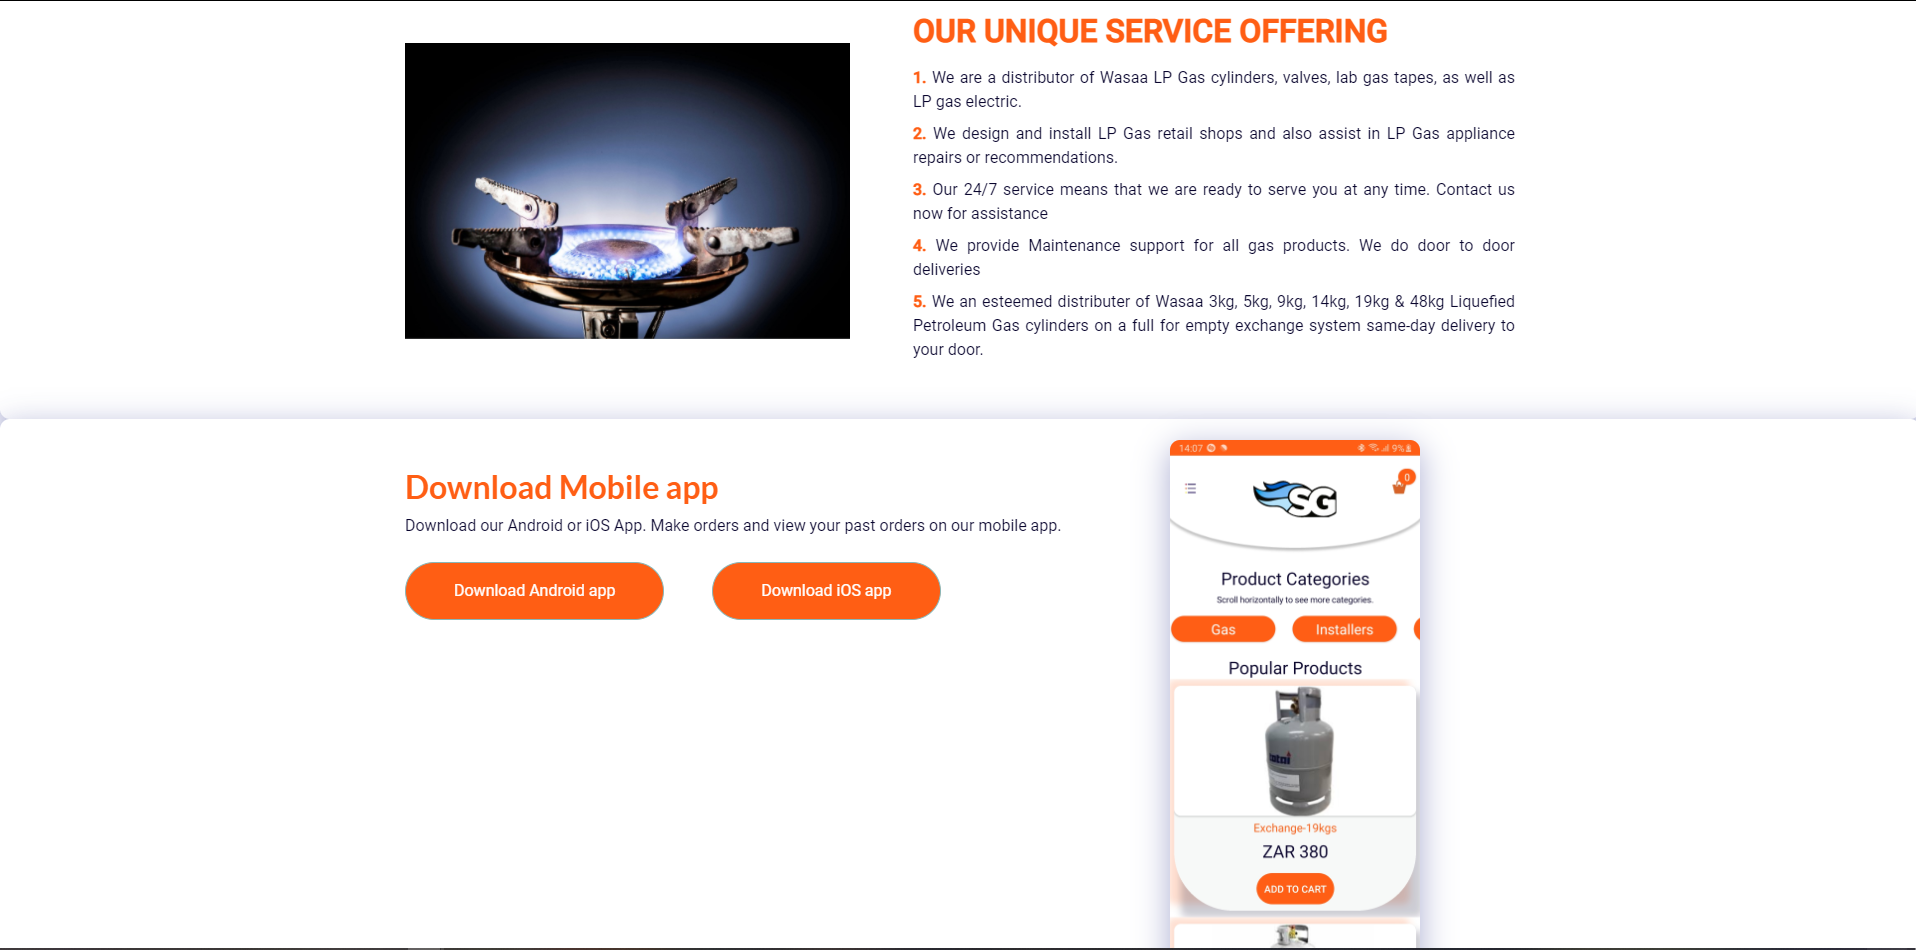 OUR UNIQUE SERVICE OFFERING
1. We are a distributor of Wasaa LP Gas cylinders, valves, lab gas tapes, as well as
LP gas electric.
2. We design and install LP Gas retail shops and also assist in LP Gas appliance
repairs or recommendations.
3. Our 24/7 service means that we are ready to serve you at any time. Contact us
now for assistance
4. We provide Maintenance support for all gas products. We do door to door
deliveries
5. We an esteemed distributer of Wasaa 3kg, 5kg, 9kg, 14kg, 19kg & 48kg Liquefied
Petroleum Gas cylinders on a full for empty exchange system same-day delivery to
your door.
Download Mobile app
Download our Android or iOS App. Make orders and view your past orders on our mobile app.
Download Android app
Download iOS app
14:07
9%
0
SG
Product Categories
Scroll horizontally to see more categories.
Gas
Installers
Popular Products
Exchange-19kgs
ZAR 380
ADD TO CART